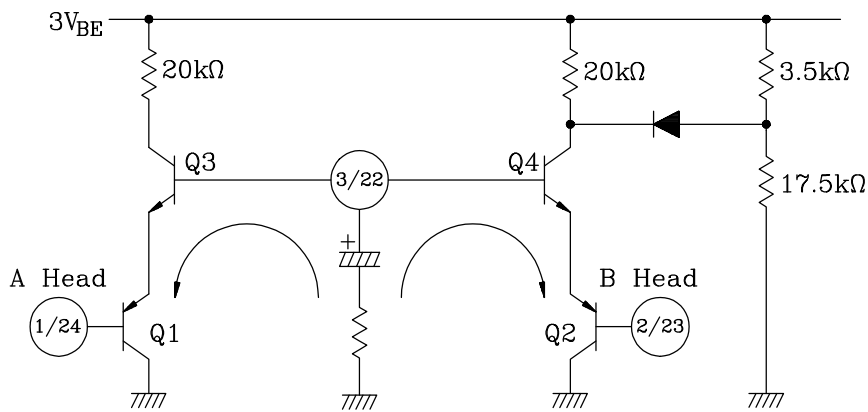 3VBE
20kΩ
20kΩ
3.5kΩ
Q3
3/22
Q4
17.5kΩ
+
A Head
B Head
1/24
Q1
Q2
2/23